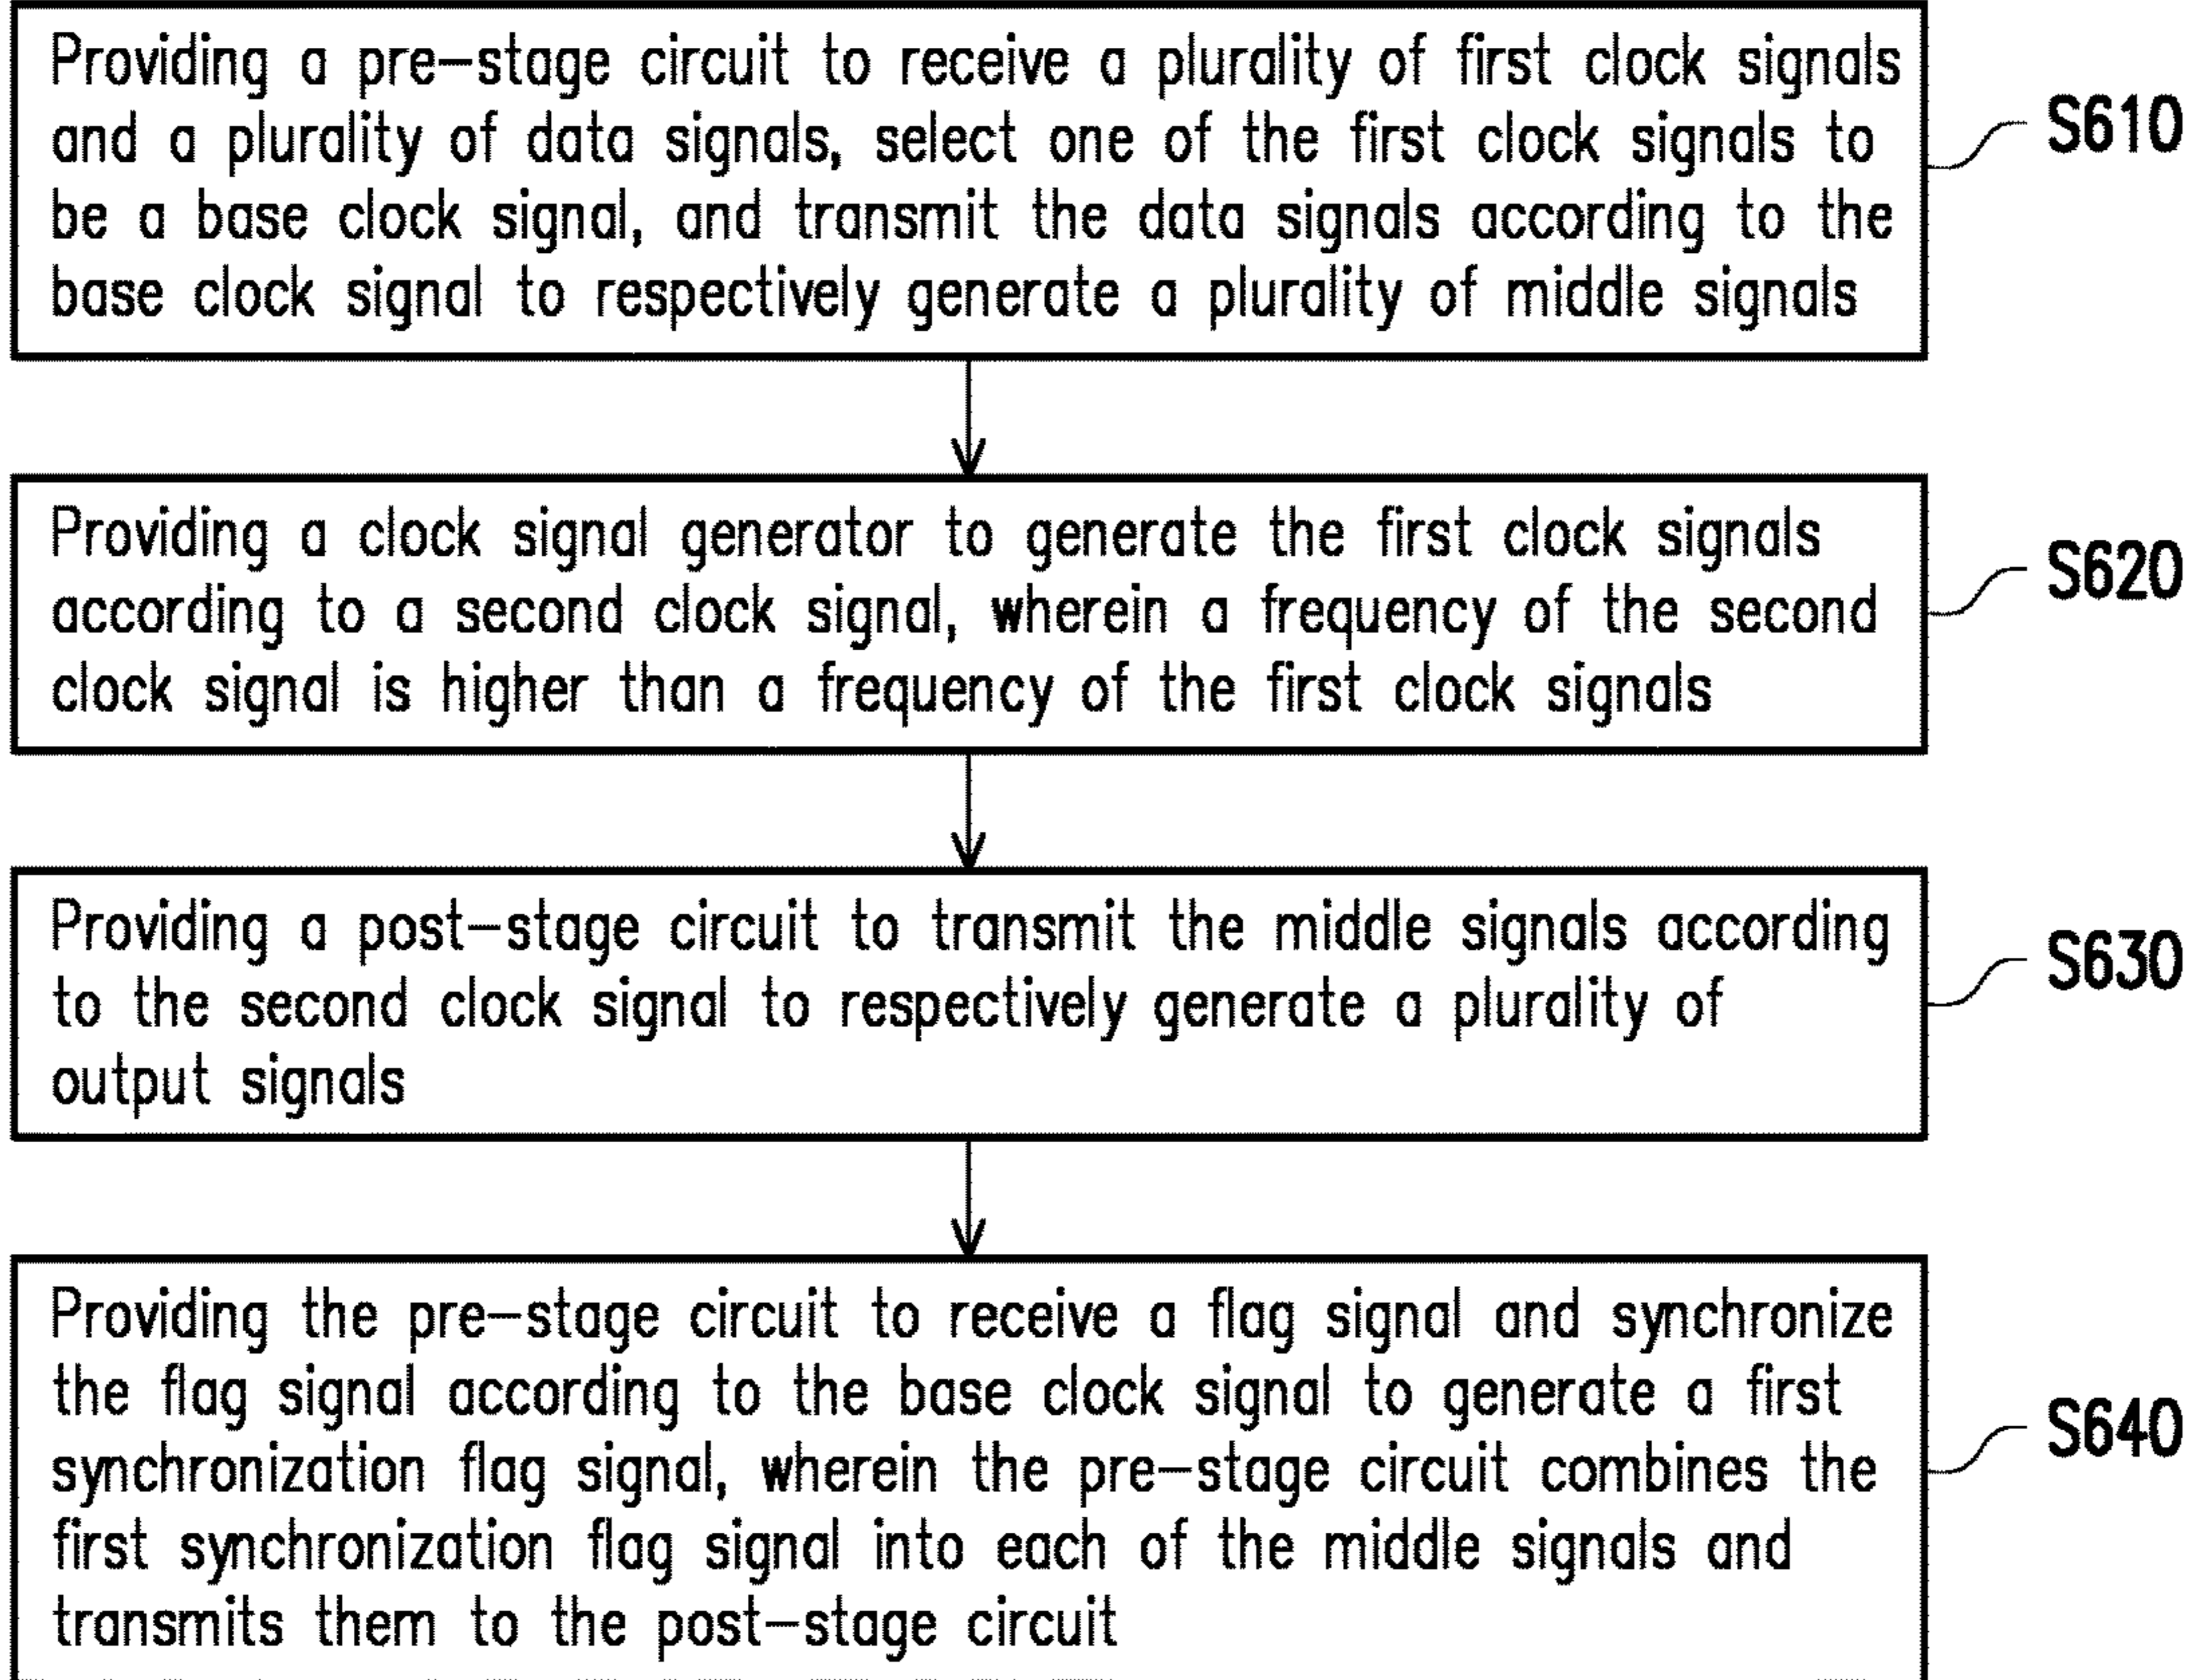 Providing a pre-stage circuit to receive a plurality of first clock signals
and a plurality of data signals, select one of the first clock signals to
be a base clock signal, and transmit the data signals according to the
base clock signal to respectively generate a plurality of middle signals
S610
Providing a clock signal generator to generate the first clock signals
according to a second clock signal, wherein a frequency of the second
clock signal is higher than a frequency of the first clock signals
S620
Providing a post-stage circuit to transmit the middle signals according
to the second clock signal to respectively generate a plurality of
output signals
S630
Providing the pre-stage circuit to receive a flag signal and synchronize
the flag signal according to the base clock signal to generate a first
synchronization flag signal, wherein the pre-stage circuit combines the
first synchronization flag signal into each of the middle signals and
transmits them to the post-stage circuit
S640